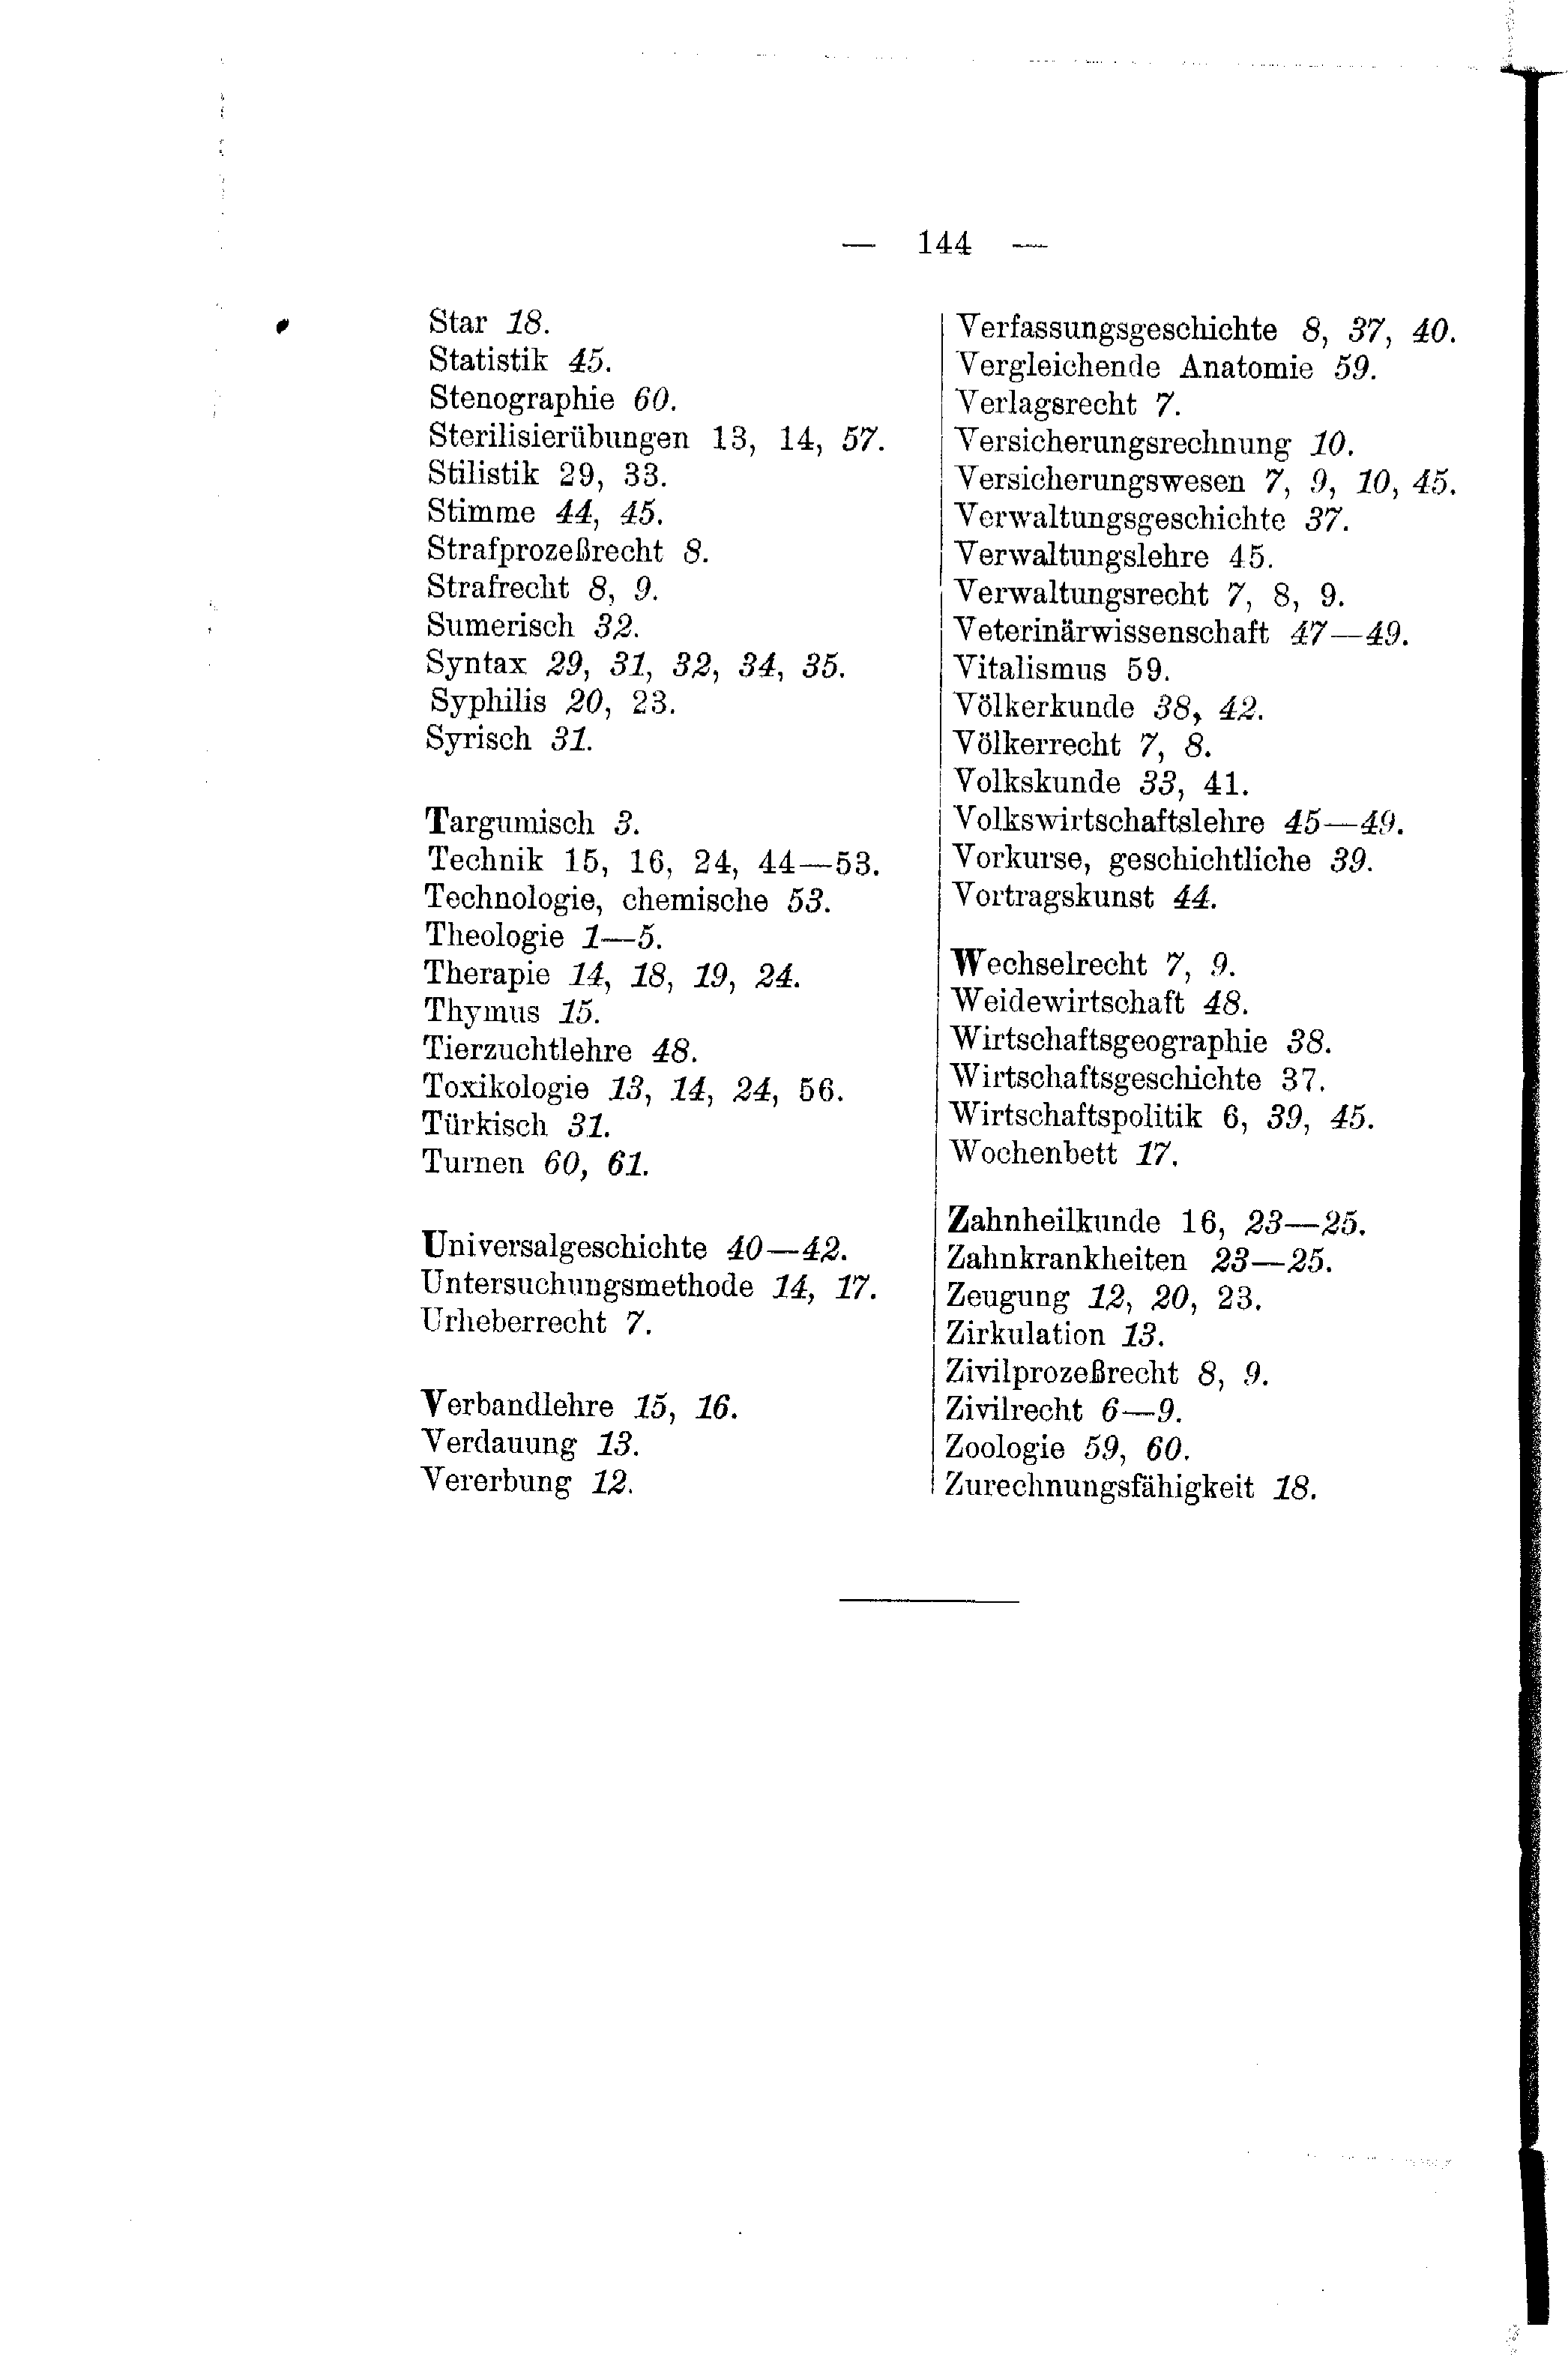 — 144 —
Star 18.
Statistik 45.
Stenographie 60.
Sterilisierübungen 13, 14, 57.
Stilistik 29, 33.
Stimme 44, 45.
Strafprozeßrecht 8.
Strafrecht 8, 9.
Sumerisch 32.
Syntax 29, 31, 32, 34, 35.
Syphilis 20, 23.
Syrisch 31.
Targumisch 3.
Technik 15, 16, 24, 44—53.
Technologie, chemische 53.
Theologie 1—5.
Therapie 14, 18, 19, 24.
Thymus 15.
Tierzuchtlehre 48.
Toxikologie 13, 14, 24, 56.
Türkisch 31.
Turnen 60, 61.
Universalgeschichte 40—42.
Untersuchungsmethode 14, 17.
Urheberrecht 7.
Verbandlehre 15, 16.
Verdauung 13.
Vererbung 12.
Verfassungsgeschichte 8, 37, 40.
Vergleichende Anatomie 59.
Verlagsrecht 7.
Versicherungsrechnung 10.
Versicherungswesen 7, 9, 10, 45.
Verwaltungsgeschichte 37.
Verwaltungslehre 45.
Verwaltungsrecht 7, 8, 9.
Veterinärwissenschaft 47—49.
Vitalismus 59.
Völkerkunde 38, 42.
Völkerrecht 7, 8.
Volkskunde 33, 41.
Volkswirtschaftslehre 45—49.
Vorkurse, geschichtliche 39.
Vortragskunst 44.
Wechselrecht 7, 9.
Weidewirtschaft 48.
Wirtschaftsgeographie 38.
Wirtschaftsgeschichte 37.
Wirtschaftspolitik 6, 39, 45.
Wochenbett 17.
Zahnheilkunde 16, 23—25.
Zahnkrankheiten 23—25.
Zeugung 12, 20, 23.
Zirkulation 13.
Zivilprozeßrecht 8, 9.
Zivilrecht 6—9.
Zoologie 59, 60.
Zurechnungsfähigkeit 18.